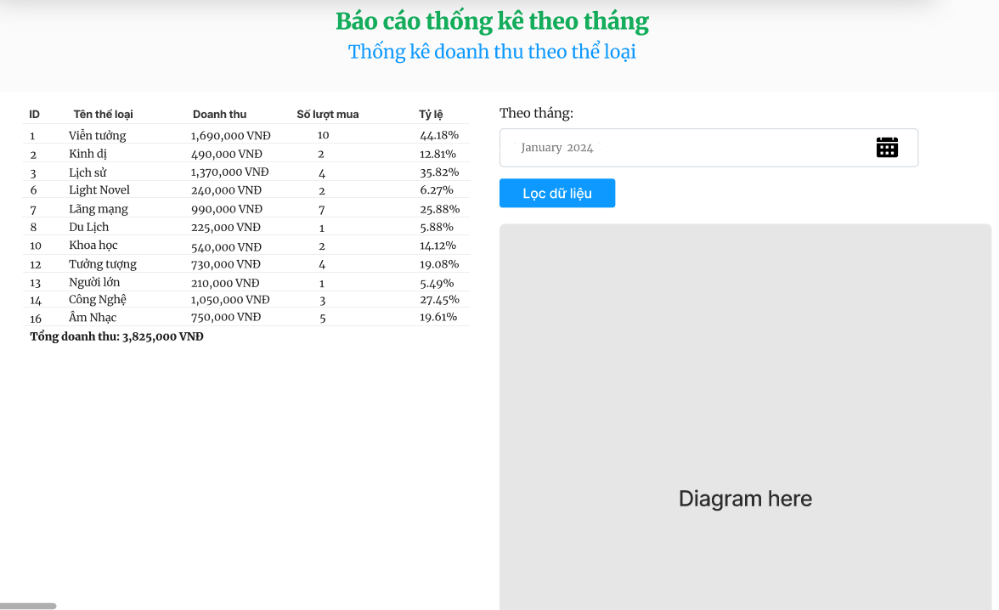 Báo cáo thống kê theo tháng
Thống kê doanh thu theo thể loại
ID Tên thể loại Doanh thu Số lượt mua Tỷ lệ
1 Viễn tưởng 1,690,000 VNĐ 10 44.18%
2 Kinh dị 490,000 VNĐ 2 12.81%
3 Lịch sử 1,370,000 VNĐ 4 35.82%
6 Light Novel 240,000 VNĐ 2 6.27%
7 Lãng mạng 990,000 VNĐ 7 25.88%
8 Du Lịch 225,000 VNĐ 1 5.88%
10 Khoa học 540,000 VNĐ 2 14.12%
12 Tưởng tượng 730,000 VNĐ 4 19.08%
13 Người lớn 210,000 VNĐ 1 5.49%
14 Công Nghệ 1,050,000 VNĐ 3 27.45%
16 Âm Nhạc 750,000 VNĐ 5 19.61%
Tổng doanh thu: 3,825,000 VNĐ
Theo tháng:
January 2024
Lọc dữ liệu
Diagram here